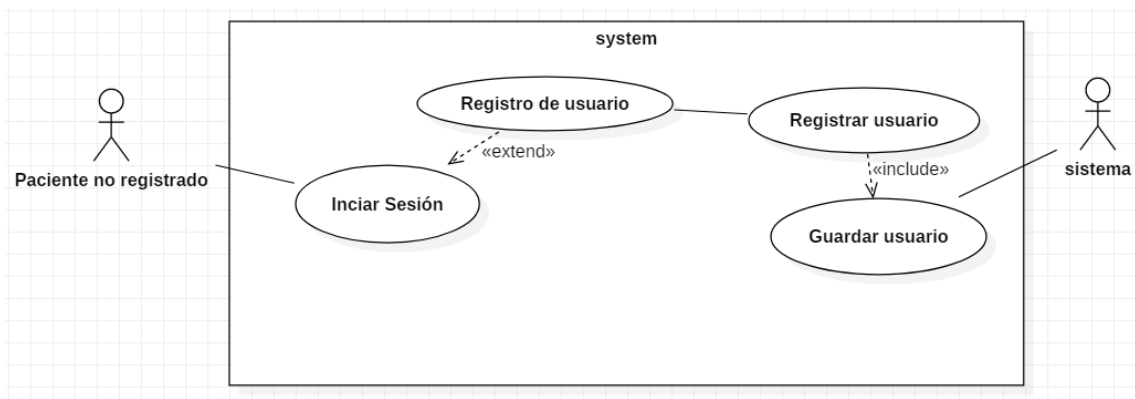 system
Registro de usuario
Registrar usuario
«extend»
«include»
Paciente no registrado
sistema
Inciar Sesión
Guardar usuario